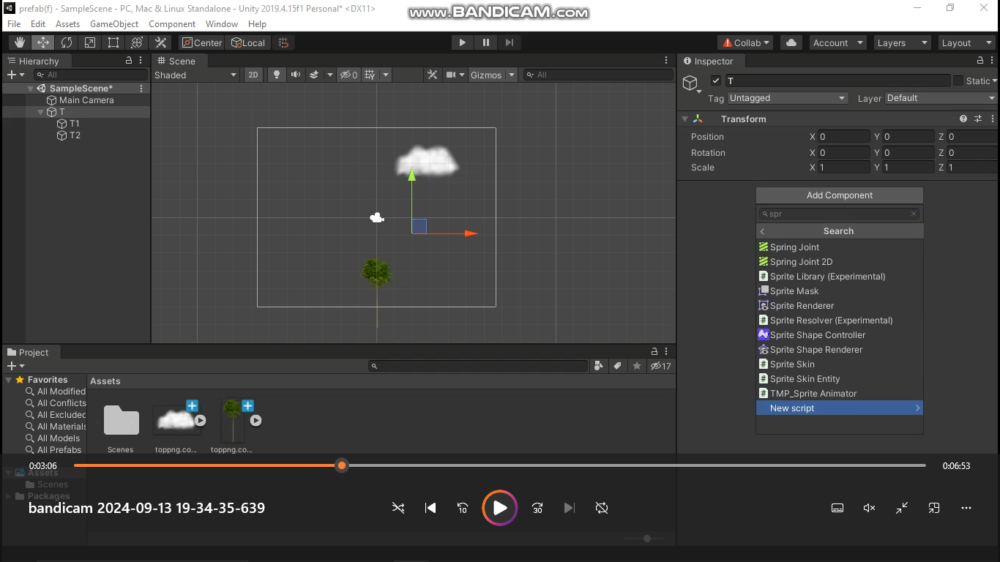 prefab(f) - SampleScene - PC, Mac & Linux Standalone - Unity 2019.4.15f1 Personal* <DX11>
www.BANDICAM.com
File Edit Assets GameObject Component Window Help
Center Local Collab Account Layers Layout
Hierarchy
All
SampleScene*
Main Camera
T
T1
T2
Scene
Shaded 2D 0 Gizmos All
Inspector
T Static
Tag Untagged Layer Default
Transform
Position X 0 Y 0 Z 0
Rotation X 0 Y 0 Z 0
Scale X 1 Y 1 Z 1
Add Component
spr
Search
Spring Joint
Spring Joint 2D
Sprite Library (Experimental)
Sprite Mask
Sprite Renderer
Sprite Resolver (Experimental)
Sprite Shape Controller
Sprite Shape Renderer
Sprite Skin
Sprite Skin Entity
TMP_Sprite Animator
New script
Project
17
Favorites
All Modified
All Conflicts
All Excluded
All Materials
All Models
All Prefabs
Assets
Scenes
Packages
Assets
Scenes toppng.co... toppng.co...
0:03:06 0:06:53
bandicam 2024-09-13 19-34-35-639
10 30